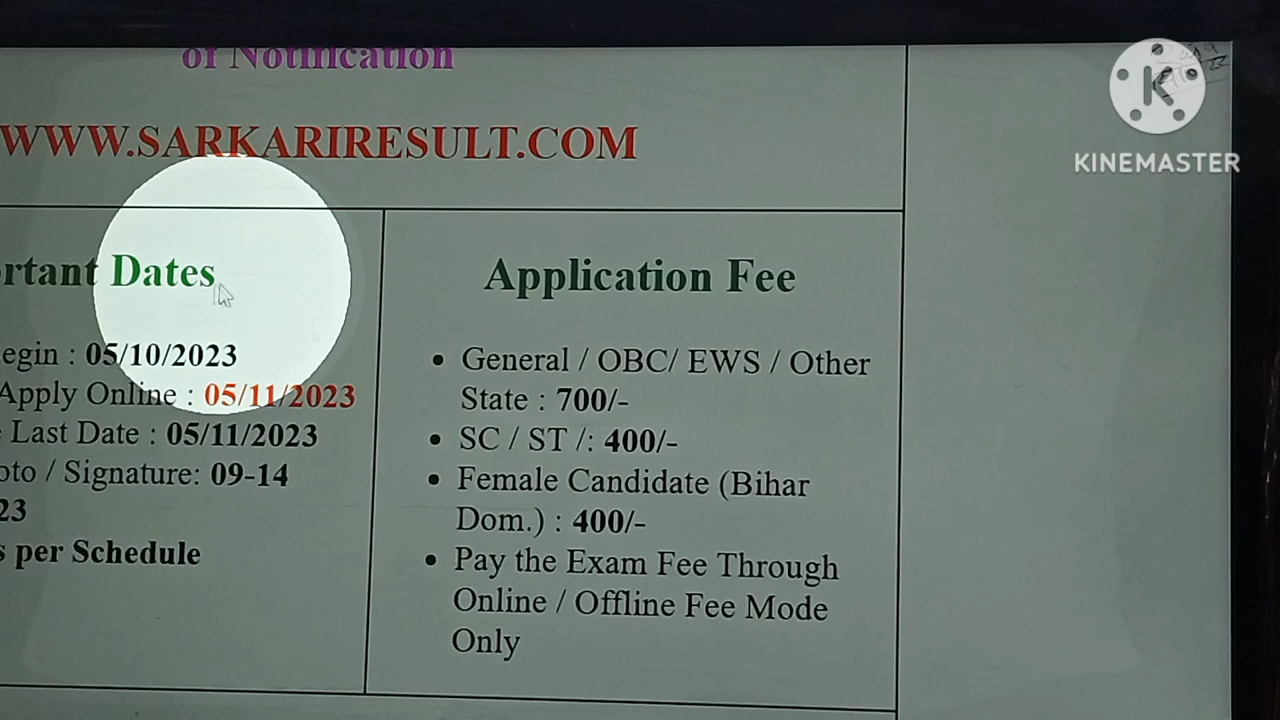 of Notification
WWW.SARKARIRESULT.COM
KINEMASTER
rtant Dates
egin : 05/10/2023
Apply Online : 05/11/2023
Last Date : 05/11/2023
oto / Signature: 09-14
23
s per Schedule
Application Fee
• General / OBC/ EWS / Other
State : 700/-
• SC / ST /: 400/-
• Female Candidate (Bihar
Dom.) : 400/-
• Pay the Exam Fee Through
Online / Offline Fee Mode
Only